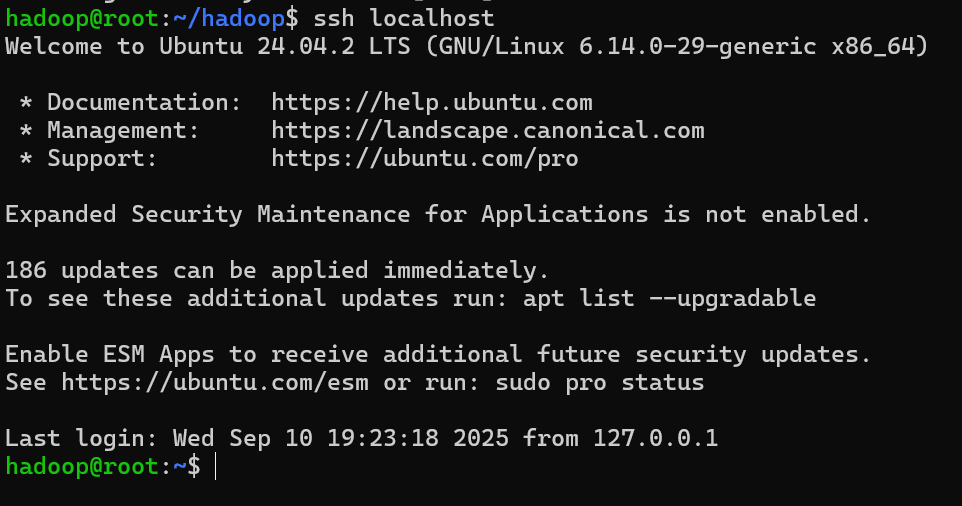 hadoop@root:~/hadoop$ ssh localhost
Welcome to Ubuntu 24.04.2 LTS (GNU/Linux 6.14.0-29-generic x86_64)
* Documentation:  https://help.ubuntu.com
* Management:     https://landscape.canonical.com
* Support:        https://ubuntu.com/pro
Expanded Security Maintenance for Applications is not enabled.
186 updates can be applied immediately.
To see these additional updates run: apt list --upgradable
Enable ESM Apps to receive additional future security updates.
See https://ubuntu.com/esm or run: sudo pro status
Last login: Wed Sep 10 19:23:18 2025 from 127.0.0.1
hadoop@root:~$